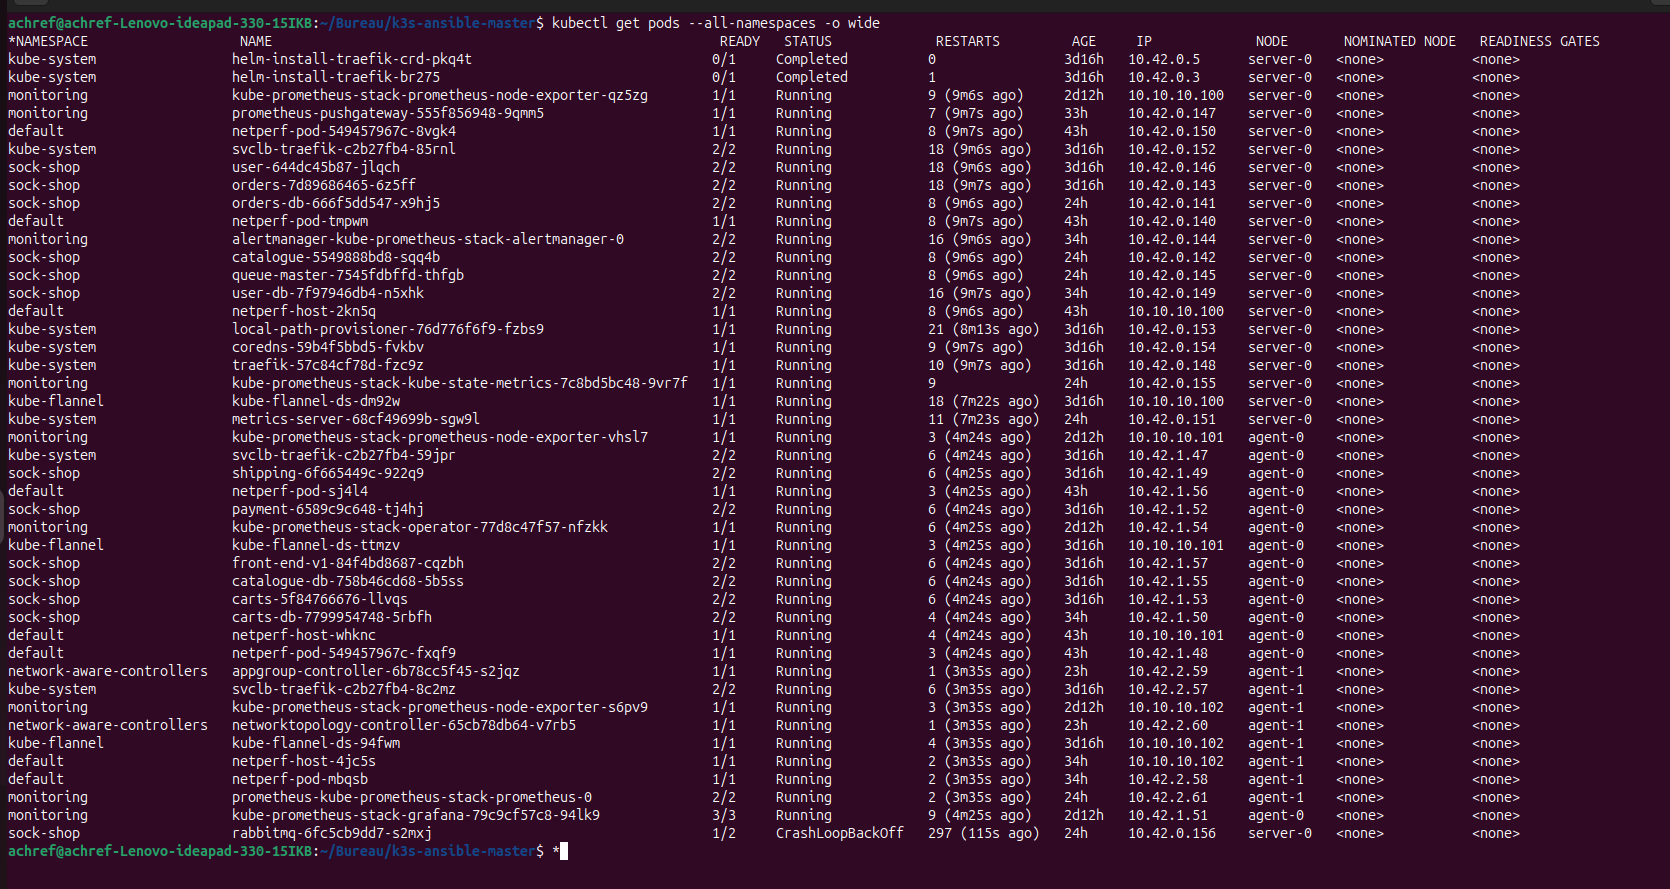 achref@achref-Lenovo-ideapad-330-15IKB:~/Bureau/k3s-ansible-master$ kubectl get pods --all-namespaces -o wide
*NAMESPACE NAME READY STATUS RESTARTS AGE IP NODE NOMINATED NODE READINESS GATES
kube-system helm-install-traefik-crd-pkq4t 0/1 Completed 0 3d16h 10.42.0.5 server-0 <none> <none>
kube-system helm-install-traefik-br275 0/1 Completed 1 3d16h 10.42.0.3 server-0 <none> <none>
monitoring kube-prometheus-stack-prometheus-node-exporter-qz5zg 1/1 Running 9 (9m6s ago) 2d12h 10.10.10.100 server-0 <none> <none>
monitoring prometheus-pushgateway-555f856948-9qmm5 1/1 Running 7 (9m7s ago) 33h 10.42.0.147 server-0 <none> <none>
default netperf-pod-549457967c-8vgk4 1/1 Running 8 (9m7s ago) 43h 10.42.0.150 server-0 <none> <none>
kube-system svclb-traefik-c2b27fb4-85rnl 2/2 Running 18 (9m6s ago) 3d16h 10.42.0.152 server-0 <none> <none>
sock-shop user-644dc45b87-jlqch 2/2 Running 18 (9m6s ago) 3d16h 10.42.0.146 server-0 <none> <none>
sock-shop orders-7d89686465-6z5ff 2/2 Running 18 (9m7s ago) 3d16h 10.42.0.143 server-0 <none> <none>
sock-shop orders-db-666f5dd547-x9hj5 2/2 Running 8 (9m6s ago) 24h 10.42.0.141 server-0 <none> <none>
default netperf-pod-tmpwm 1/1 Running 8 (9m7s ago) 43h 10.42.0.140 server-0 <none> <none>
monitoring alertmanager-kube-prometheus-stack-alertmanager-0 2/2 Running 16 (9m6s ago) 34h 10.42.0.144 server-0 <none> <none>
sock-shop catalogue-5549888bd8-sqq4b 2/2 Running 8 (9m6s ago) 24h 10.42.0.142 server-0 <none> <none>
sock-shop queue-master-7545fdbffd-thfgb 2/2 Running 8 (9m6s ago) 24h 10.42.0.145 server-0 <none> <none>
sock-shop user-db-7f97946db4-n5xhk 2/2 Running 16 (9m7s ago) 34h 10.42.0.149 server-0 <none> <none>
default netperf-host-2kn5q 1/1 Running 8 (9m6s ago) 43h 10.10.10.100 server-0 <none> <none>
kube-system local-path-provisioner-76d776f6f9-fzbs9 1/1 Running 21 (8m13s ago) 3d16h 10.42.0.153 server-0 <none> <none>
kube-system coredns-59b4f5bbd5-fvkbv 1/1 Running 9 (9m7s ago) 3d16h 10.42.0.154 server-0 <none> <none>
kube-system traefik-57c84cf78d-fzc9z 1/1 Running 10 (9m7s ago) 3d16h 10.42.0.148 server-0 <none> <none>
monitoring kube-prometheus-stack-kube-state-metrics-7c8bd5bc48-9vr7f 1/1 Running 9 24h 10.42.0.155 server-0 <none> <none>
kube-flannel kube-flannel-ds-dm92w 1/1 Running 18 (7m22s ago) 3d16h 10.10.10.100 server-0 <none> <none>
kube-system metrics-server-68cf49699b-sgw9l 1/1 Running 11 (7m23s ago) 24h 10.42.0.151 server-0 <none> <none>
monitoring kube-prometheus-stack-prometheus-node-exporter-vhsl7 1/1 Running 3 (4m24s ago) 2d12h 10.10.10.101 agent-0 <none> <none>
kube-system svclb-traefik-c2b27fb4-59jpr 2/2 Running 6 (4m24s ago) 3d16h 10.42.1.47 agent-0 <none> <none>
sock-shop shipping-6f665449c-922q9 2/2 Running 6 (4m25s ago) 3d16h 10.42.1.49 agent-0 <none> <none>
default netperf-pod-sj4l4 1/1 Running 3 (4m25s ago) 43h 10.42.1.56 agent-0 <none> <none>
sock-shop payment-6589c9c648-tj4hj 2/2 Running 6 (4m24s ago) 3d16h 10.42.1.52 agent-0 <none> <none>
monitoring kube-prometheus-stack-operator-77d8c47f57-nfzkk 1/1 Running 6 (4m25s ago) 2d12h 10.42.1.54 agent-0 <none> <none>
kube-flannel kube-flannel-ds-ttmzv 1/1 Running 3 (4m25s ago) 3d16h 10.10.10.101 agent-0 <none> <none>
sock-shop front-end-v1-84f4bd8687-cqzbh 2/2 Running 6 (4m24s ago) 3d16h 10.42.1.57 agent-0 <none> <none>
sock-shop catalogue-db-758b46cd68-5b5ss 2/2 Running 6 (4m24s ago) 3d16h 10.42.1.55 agent-0 <none> <none>
sock-shop carts-5f84766676-llvqs 2/2 Running 6 (4m24s ago) 3d16h 10.42.1.53 agent-0 <none> <none>
sock-shop carts-db-7799954748-5rbfh 2/2 Running 4 (4m24s ago) 34h 10.42.1.50 agent-0 <none> <none>
default netperf-host-whknc 1/1 Running 4 (4m24s ago) 43h 10.10.10.101 agent-0 <none> <none>
default netperf-pod-549457967c-fxqf9 1/1 Running 3 (4m24s ago) 43h 10.42.1.48 agent-0 <none> <none>
network-aware-controllers appgroup-controller-6b78cc5f45-s2jqz 1/1 Running 1 (3m35s ago) 23h 10.42.2.59 agent-1 <none> <none>
kube-system svclb-traefik-c2b27fb4-8c2mz 2/2 Running 6 (3m35s ago) 3d16h 10.42.2.57 agent-1 <none> <none>
monitoring kube-prometheus-stack-prometheus-node-exporter-s6pv9 1/1 Running 3 (3m35s ago) 2d12h 10.10.10.102 agent-1 <none> <none>
network-aware-controllers networktopology-controller-65cb78db64-v7rb5 1/1 Running 1 (3m35s ago) 23h 10.42.2.60 agent-1 <none> <none>
kube-flannel kube-flannel-ds-94fwm 1/1 Running 4 (3m35s ago) 3d16h 10.10.10.102 agent-1 <none> <none>
default netperf-host-4jc5s 1/1 Running 2 (3m35s ago) 34h 10.10.10.102 agent-1 <none> <none>
default netperf-pod-mbqsb 1/1 Running 2 (3m35s ago) 34h 10.42.2.58 agent-1 <none> <none>
monitoring prometheus-kube-prometheus-stack-prometheus-0 2/2 Running 2 (3m35s ago) 24h 10.42.2.61 agent-1 <none> <none>
monitoring kube-prometheus-stack-grafana-79c9cf57c8-94lk9 3/3 Running 9 (4m25s ago) 2d12h 10.42.1.51 agent-0 <none> <none>
sock-shop rabbitmq-6fc5cb9dd7-s2mxj 1/2 CrashLoopBackOff 297 (115s ago) 24h 10.42.0.156 server-0 <none> <none>
achref@achref-Lenovo-ideapad-330-15IKB:~/Bureau/k3s-ansible-master$ *